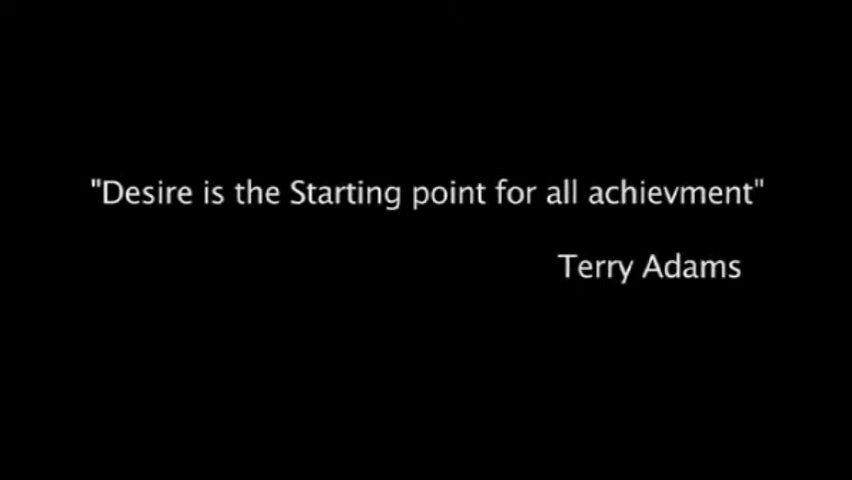 "Desire is the Starting point for all achievment"
Terry Adams